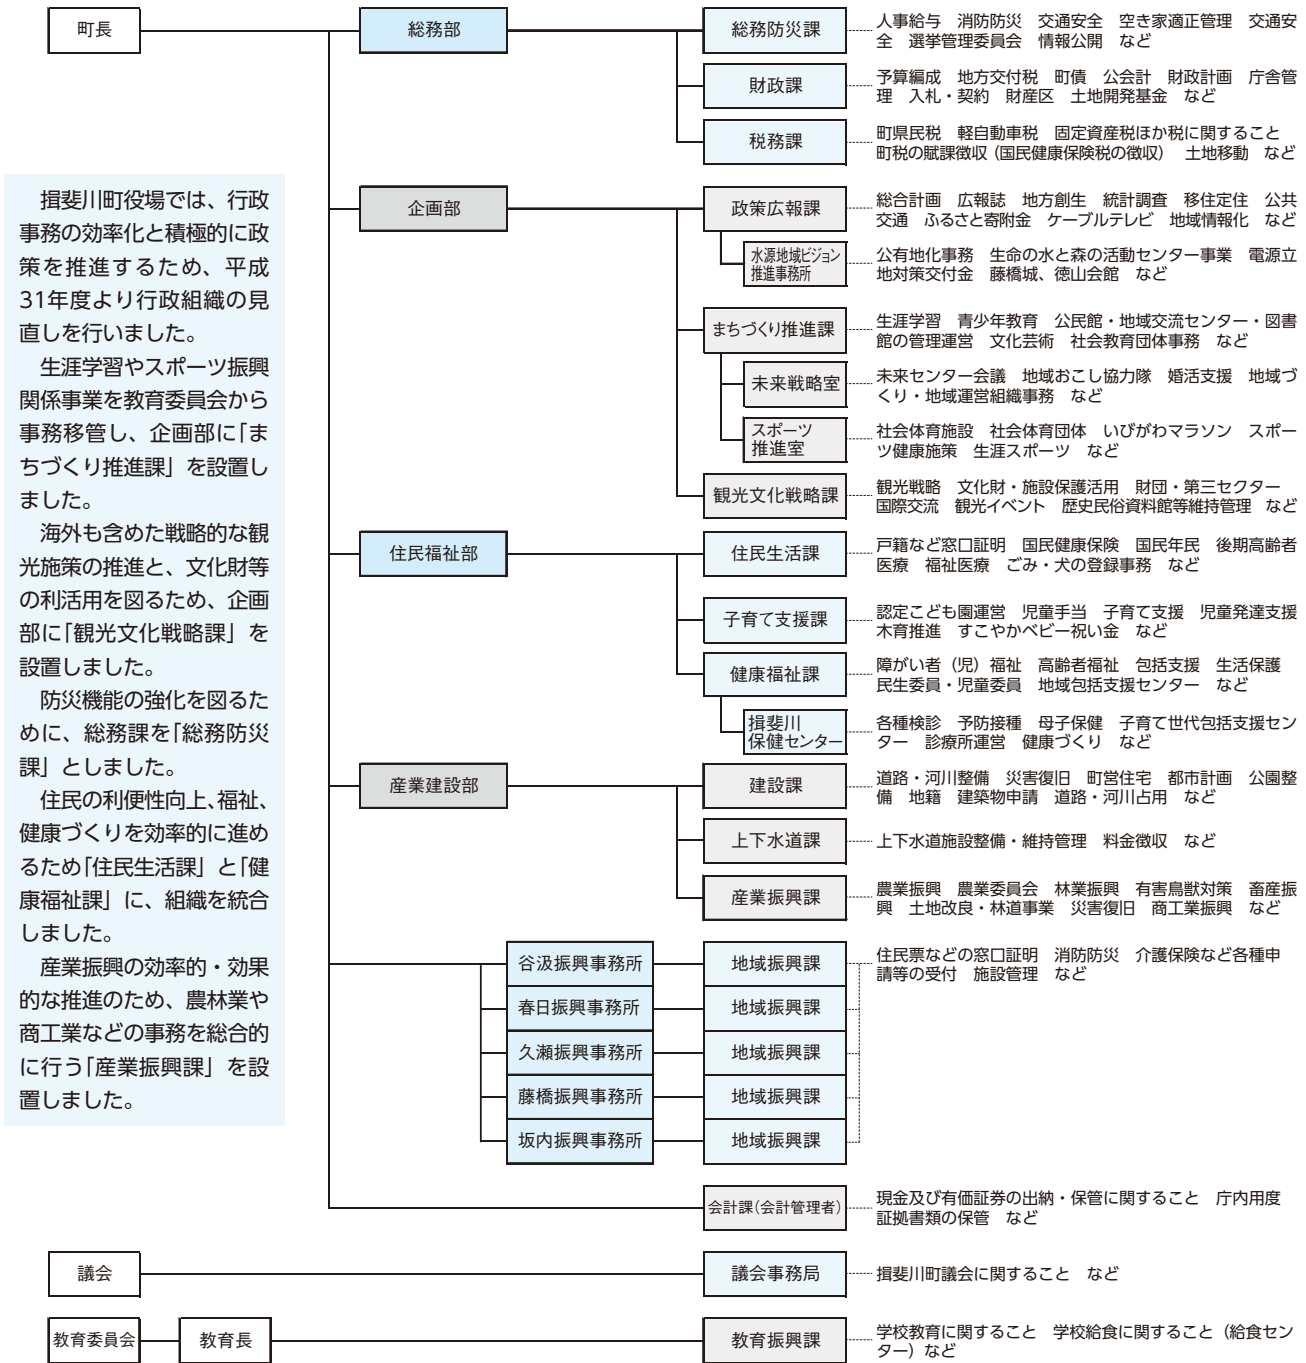 町長
総務部
総務防災課
人事給与　消防防災　交通安全　空き家適正管理　交通安
全　選挙管理委員会　情報公開　など
財政課
予算編成　地方交付税　町債　公会計　財政計画　庁舎管
理　入札・契約　財産区　土地開発基金　など
税務課
町県民税　軽自動車税　固定資産税ほか税に関すること
町税の賦課徴収（国民健康保険税の徴収）　土地移動　など
揖斐川町役場では、行政
事務の効率化と積極的に政
策を推進するため、平成
31年度より行政組織の見
直しを行いました。
生涯学習やスポーツ振興
関係事業を教育委員会から
事務移管し、企画部に「ま
ちづくり推進課」を設置し
ました。
海外も含めた戦略的な観
光施策の推進と、文化財等
の利活用を図るため、企画
部に「観光文化戦略課」を
設置しました。
防災機能の強化を図るた
めに、総務課を「総務防災
課」としました。
住民の利便性向上、福祉、
健康づくりを効率的に進め
るため「住民生活課」と「健
康福祉課」に、組織を統合
しました。
産業振興の効率的・効果
的な推進のため、農林業や
商工業などの事務を総合的
に行う「産業振興課」を設
置しました。
企画部
政策広報課
総合計画　広報誌　地方創生　統計調査　移住定住　公共
交通　ふるさと寄附金　ケーブルテレビ　地域情報化　など
水源地域ビジョン
推進事務所
公有地化事務　生命の水と森の活動センター事業　電源立
地対策交付金　藤橋城、徳山会館　など
まちづくり推進課
生涯学習　青少年教育　公民館・地域交流センター・図書
館の管理運営　文化芸術　社会教育団体事務　など
未来戦略室
未来センター会議　地域おこし協力隊　婚活支援　地域づ
くり・地域運営組織事務　など
スポーツ
推進室
社会体育施設　社会体育団体　いびがわマラソン　スポー
ツ健康施策　生涯スポーツ　など
観光文化戦略課
観光戦略　文化財・施設保護活用　財団・第三セクター
国際交流　観光イベント　歴史民俗資料館等維持管理　など
住民福祉部
住民生活課
戸籍など窓口証明　国民健康保険　国民年民　後期高齢者
医療　福祉医療　ごみ・犬の登録事務　など
子育て支援課
認定こども園運営　児童手当　子育て支援　児童発達支援
木育推進　すこやかベビー祝い金　など
健康福祉課
障がい者（児）福祉　高齢者福祉　包括支援　生活保護
民生委員・児童委員　地域包括支援センター　など
揖斐川
保健センター
各種検診　予防接種　母子保健　子育て世代包括支援セン
ター　診療所運営　健康づくり　など
産業建設部
建設課
道路・河川整備　災害復旧　町営住宅　都市計画　公園整
備　地籍　建築物申請　道路・河川占用　など
上下水道課
上下水道施設整備・維持管理　料金徴収　など
産業振興課
農業振興　農業委員会　林業振興　有害鳥獣対策　畜産振
興　土地改良・林道事業　災害復旧　商工業振興　など
谷汲振興事務所
地域振興課
住民票などの窓口証明　消防防災　介護保険など各種申
請等の受付　施設管理　など
春日振興事務所
地域振興課
久瀬振興事務所
地域振興課
藤橋振興事務所
地域振興課
坂内振興事務所
地域振興課
会計課（会計管理者）
現金及び有価証券の出納・保管に関すること　庁内用度
証拠書類の保管　など
議会
議会事務局
揖斐川町議会に関すること　など
教育委員会
教育長
教育振興課
学校教育に関すること　学校給食に関すること（給食セン
ター）など